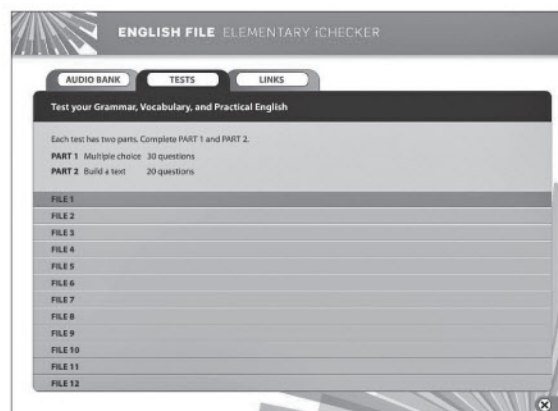 ENGLISH FILE ELEMENTARY iCHECKER
AUDIO BANK TESTS LINKS
Test your Grammar, Vocabulary, and Practical English
Each test has two parts. Complete PART 1 and PART 2.
PART 1 Multiple choice 30 questions
PART 2 Build a text 20 questions
FILE 1
FILE 2
FILE 3
FILE 4
FILE 5
FILE 6
FILE 7
FILE 8
FILE 9
FILE 10
FILE 11
FILE 12